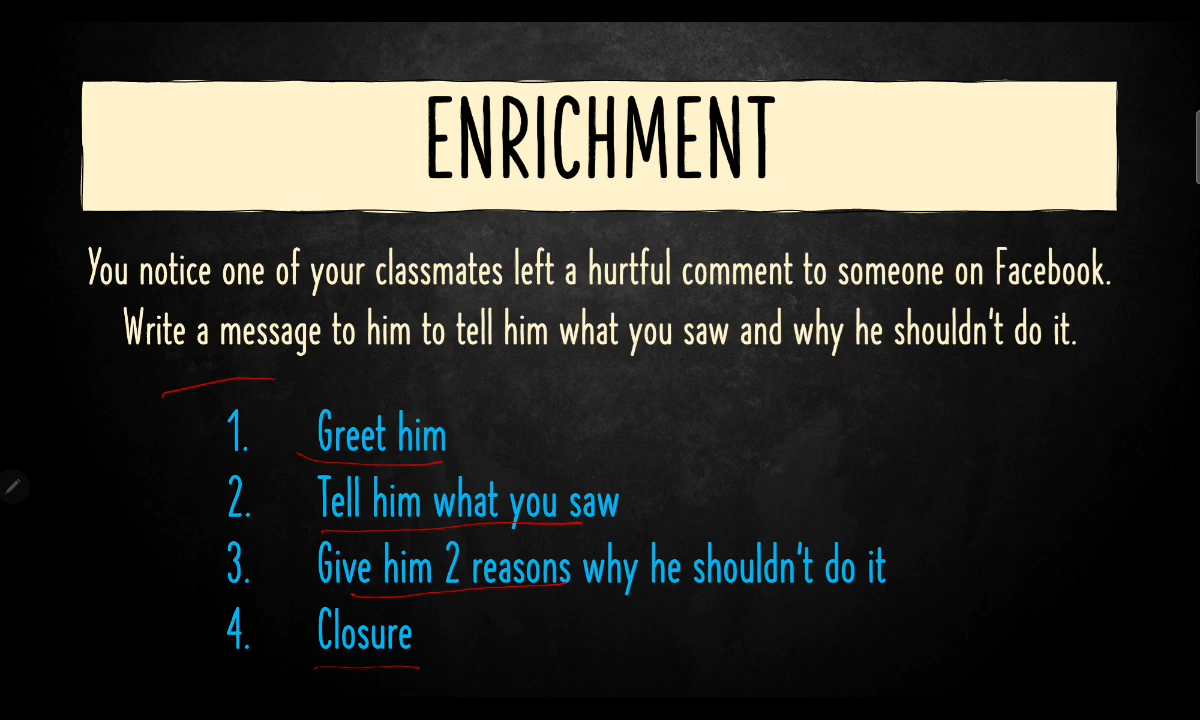 ENRICHMENT
You notice one of your classmates left a hurtful comment to someone on Facebook.
Write a message to him to tell him what you saw and why he shouldn't do it.
1. Greet him
2. Tell him what you saw
3. Give him 2 reasons why he shouldn't do it
4. Closure